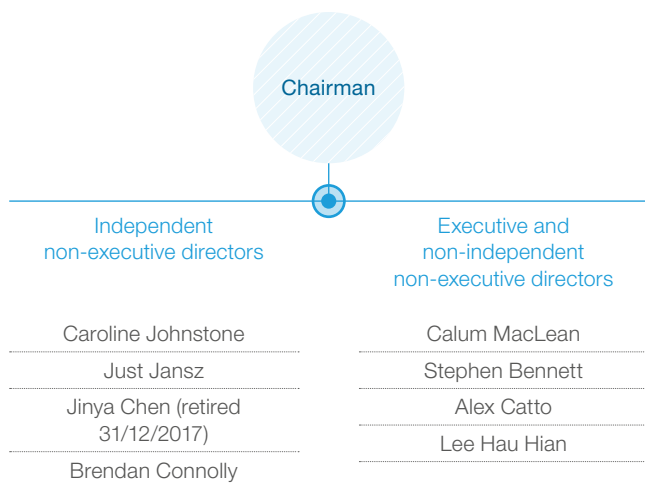 Chairman
Independent
non-executive directors
Caroline Johnstone
Just Jansz
Jinya Chen (retired
31/12/2017)
Brendan Connolly
Executive and
non-independent
non-executive directors
Calum MacLean
Stephen Bennett
Alex Catto
Lee Hau Hian